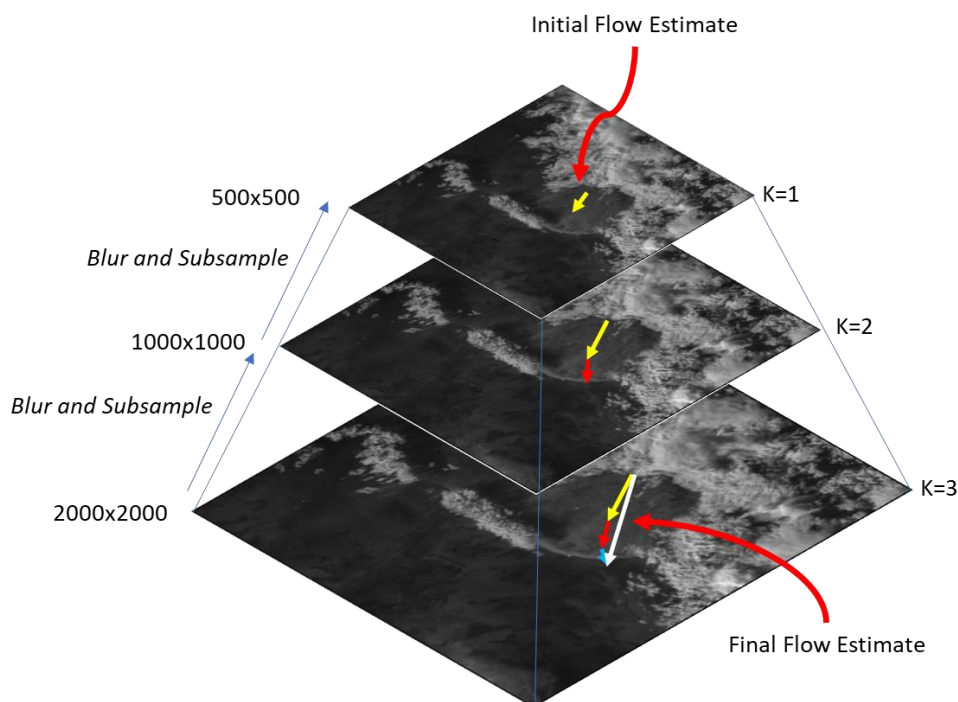 Initial Flow Estimate
500x500
K=1
Blur and Subsample
1000x1000
K=2
Blur and Subsample
2000x2000
K=3
Final Flow Estimate